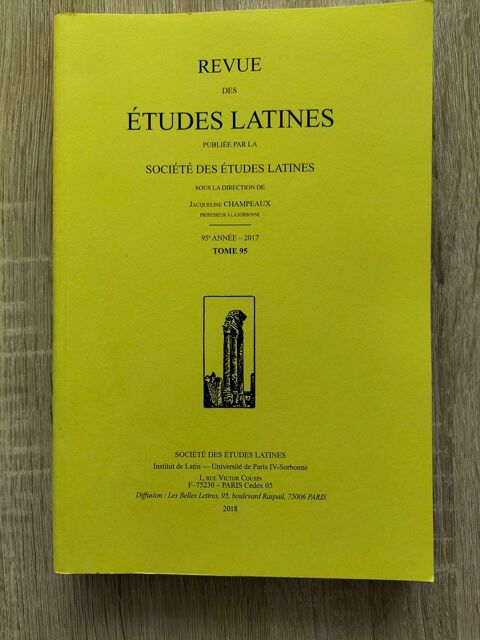 REVUE
DES
ÉTUDES LATINES
PUBLIÉE PAR LA
SOCIÉTÉ DES ÉTUDES LATINES
SOUS LA DIRECTION DE
JACQUELINE CHAMPEAUX
PROFESSEUR À LA SORBONNE
95e ANNÉE – 2017
TOME 95
SOCIÉTÉ DES ÉTUDES LATINES
Institut de Latin — Université de Paris IV-Sorbonne
1, RUE VICTOR COUSIN
F–75230 – PARIS Cedex 05
Diffusion : Les Belles Lettres, 95, boulevard Raspail, 75006 PARIS
2018